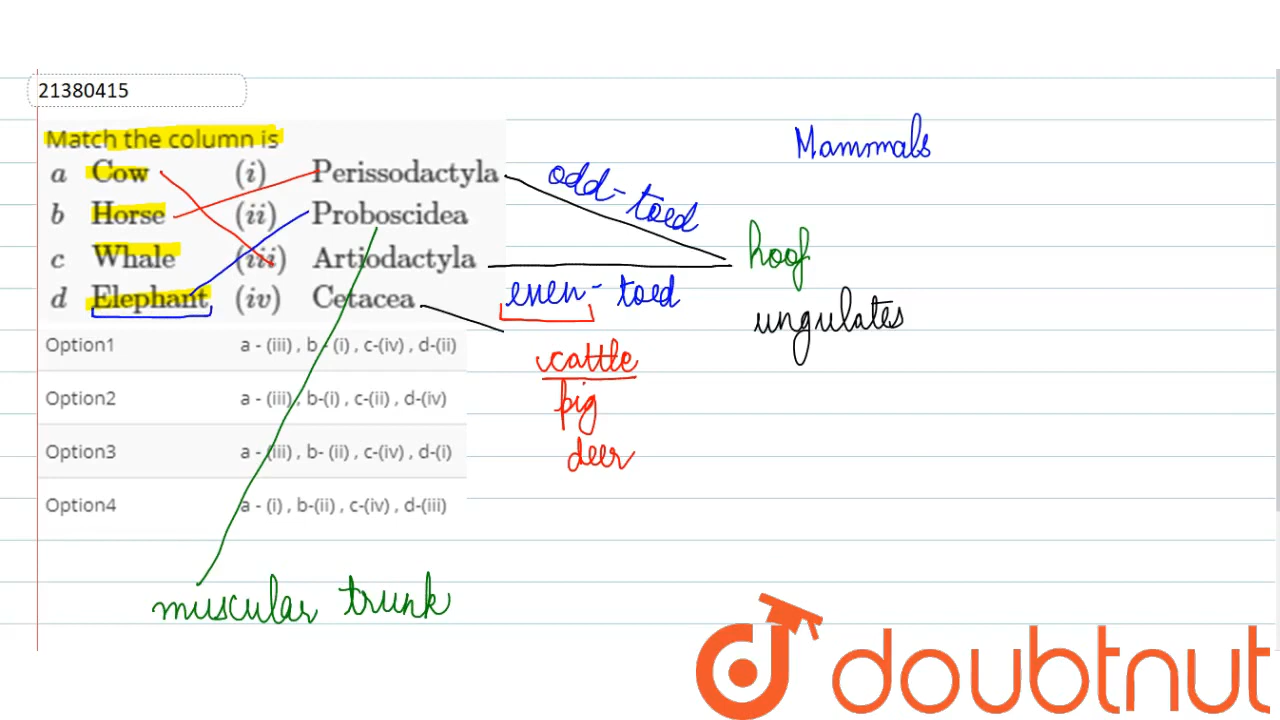 21380415
Match the column is
a Cow (i) Perissodactyla
b Horse (ii) Proboscidea
c Whale (iii) Artiodactyla
d Elephant (iv) Cetacea
Option1 a - (iii) , b - (i) , c-(iv) , d-(ii)
Option2 a - (iii) , b-(i) , c-(ii) , d-(iv)
Option3 a - (iii) , b- (ii) , c-(iv) , d-(i)
Option4 a - (i) , b-(ii) , c-(iv) , d-(iii)
Mammals
odd-toed
hoof
even-toed
ungulates
cattle
pig
deer
muscular trunk
doubtnut